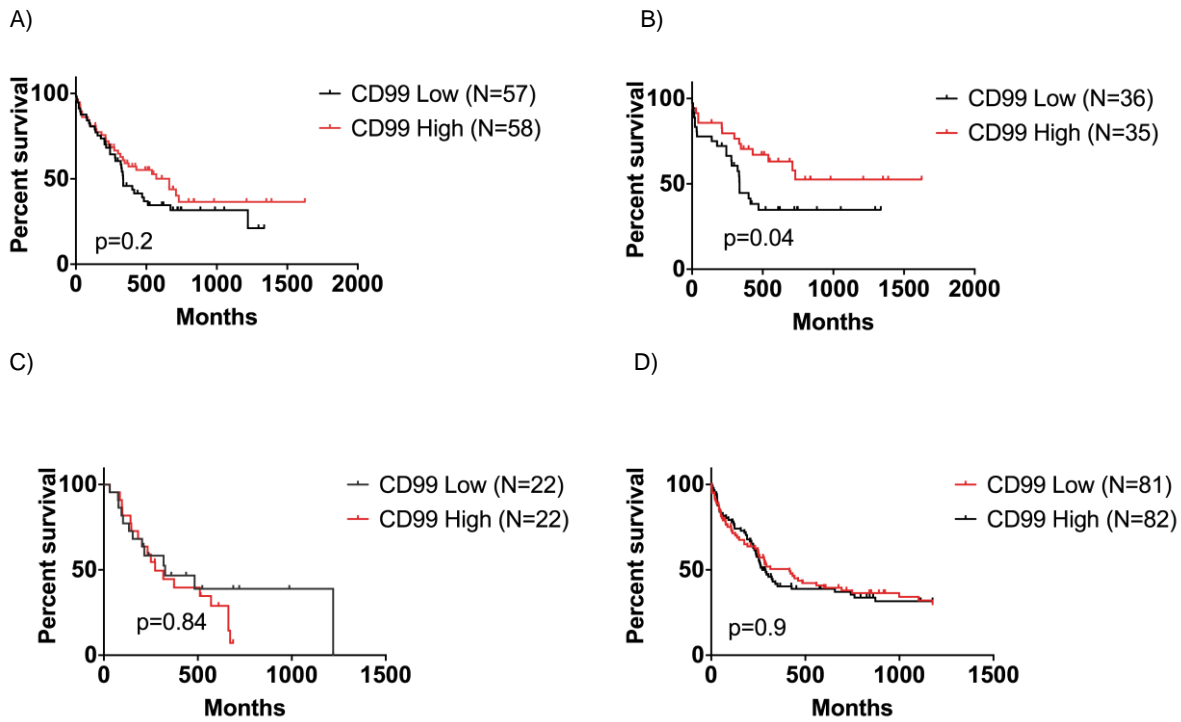 A)
Percent survival
100
50
0
0 500 1000 1500 2000
Months
CD99 Low (N=57)
CD99 High (N=58)
p=0.2
B)
Percent survival
100
50
0
0 500 1000 1500 2000
Months
CD99 Low (N=36)
CD99 High (N=35)
p=0.04
C)
Percent survival
100
50
0
0 500 1000 1500
Months
CD99 Low (N=22)
CD99 High (N=22)
p=0.84
D)
Percent survival
100
50
0
0 500 1000 1500
Months
CD99 Low (N=81)
CD99 High (N=82)
p=0.9